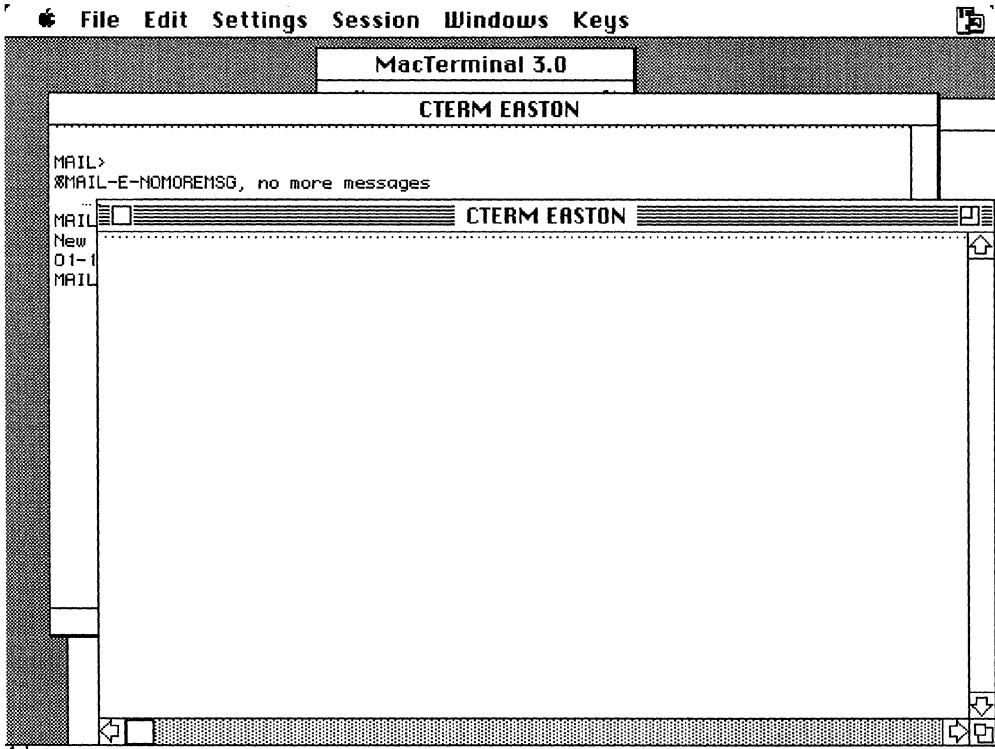 File Edit Settings Session Windows Keys
MacTerminal 3.0
CTERM EASTON
MAIL>
%MAIL-E-NOMOREMSG, no more messages
MAIL
New
01-1
MAIL
CTERM EASTON